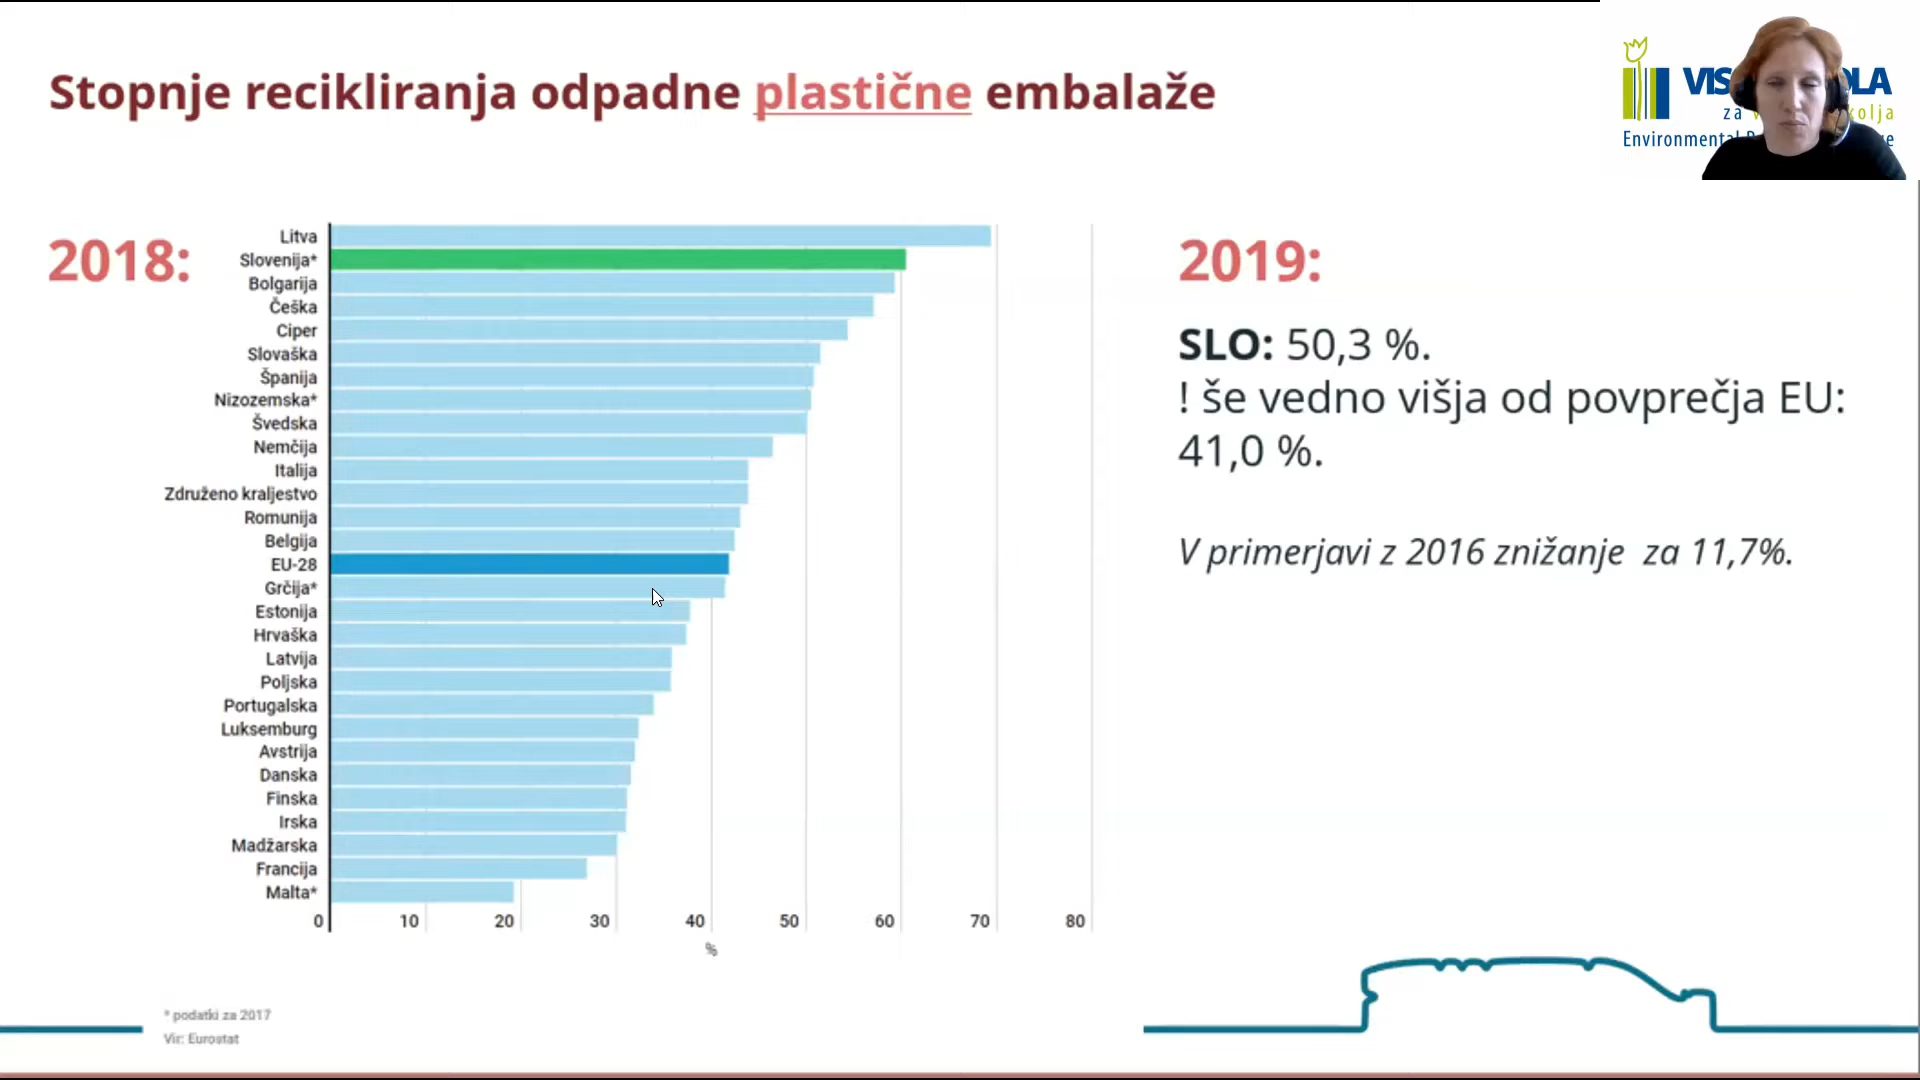 Stopnje recikliranja odpadne plastične embalaže
za
Environmental
2018:
Litva
Slovenija*
Bolgarija
Češka
Ciper
Slovaška
Španija
Nizozemska*
Švedska
Nemčija
Italija
Združeno kraljestvo
Romunija
Belgija
EU-28
Grčija*
Estonija
Hrvaška
Latvija
Poljska
Portugalska
Luksemburg
Avstrija
Danska
Finska
Irska
Madžarska
Francija
Malta*
0 10 20 30 40 50 60 70 80
%
* podatki za 2017
Vir: Eurostat
2019:
SLO: 50,3 %.
! še vedno višja od povprečja EU:
41,0 %.
V primerjavi z 2016 znižanje za 11,7%.